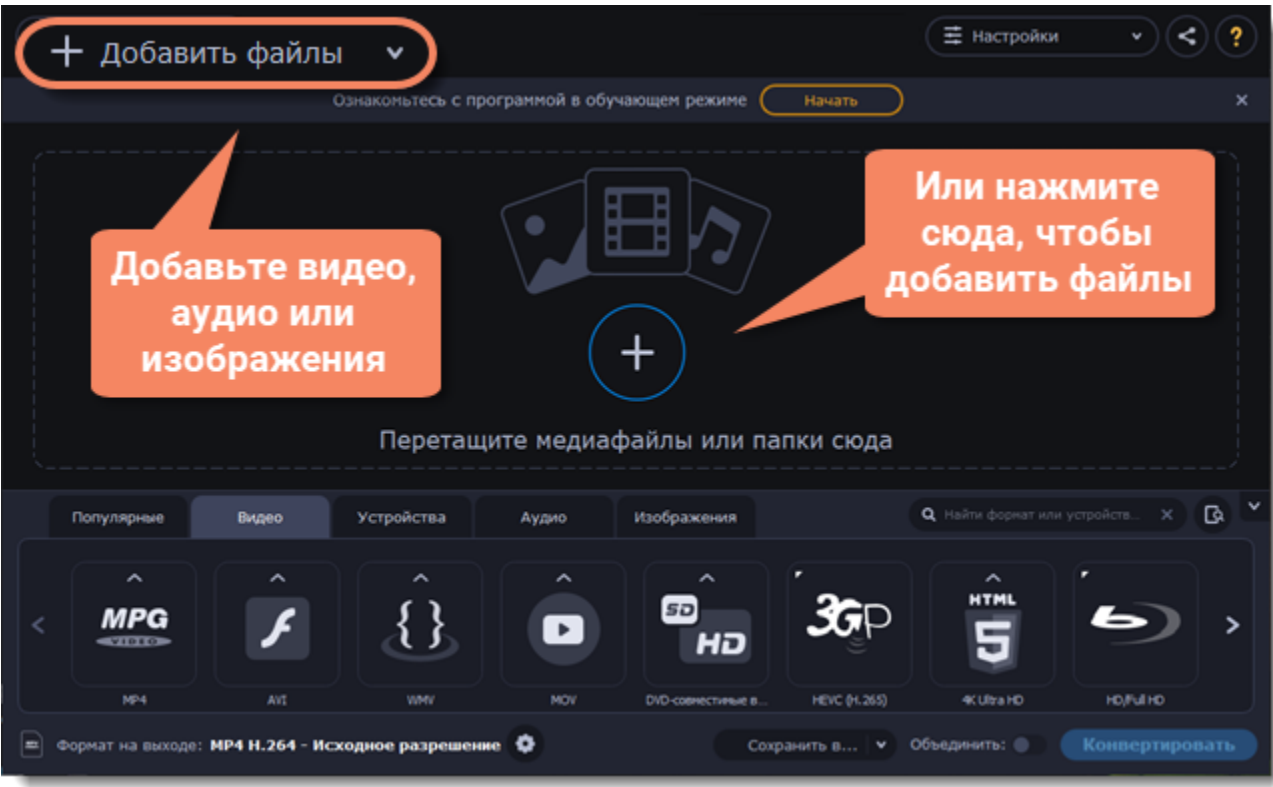 + Добавить файлы
Настройки
?
Ознакомьтесь с программой в обучающем режиме
Начать
Добавьте видео,
аудио или
изображения
Или нажмите
сюда, чтобы
добавить файлы
Перетащите медиафайлы или папки сюда
Популярные
Видео
Устройства
Аудио
Изображения
Найти формат или устройств...
MPG
VIDEO
SD
HD
3GP
HTML
5
MP4
AVI
WMV
MOV
DVD-совместимые в...
HEVC (H.265)
4K Ultra HD
HD/Full HD
Формат на выходе: MP4 H.264 - Исходное разрешение
Сохранить в...
Объединить:
Конвертировать